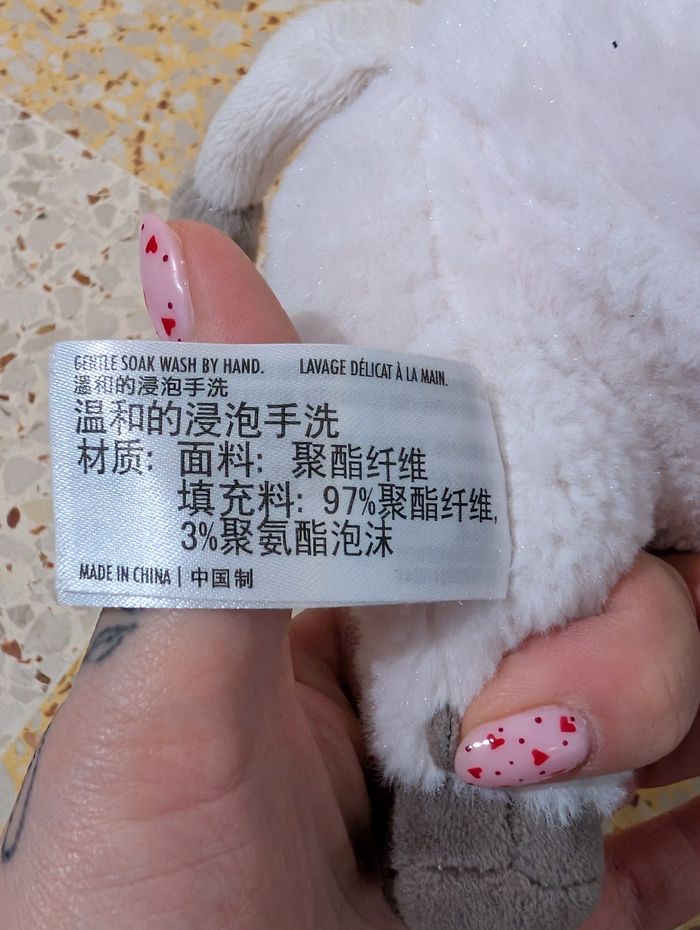 GENTLE SOAK WASH BY HAND. LAVAGE DÉLICAT À LA MAIN.
溫和的浸泡手洗
温和的浸泡手洗
材质: 面料: 聚酯纤维
填充料: 97%聚酯纤维,
3%聚氨酯泡沫
MADE IN CHINA | 中国制